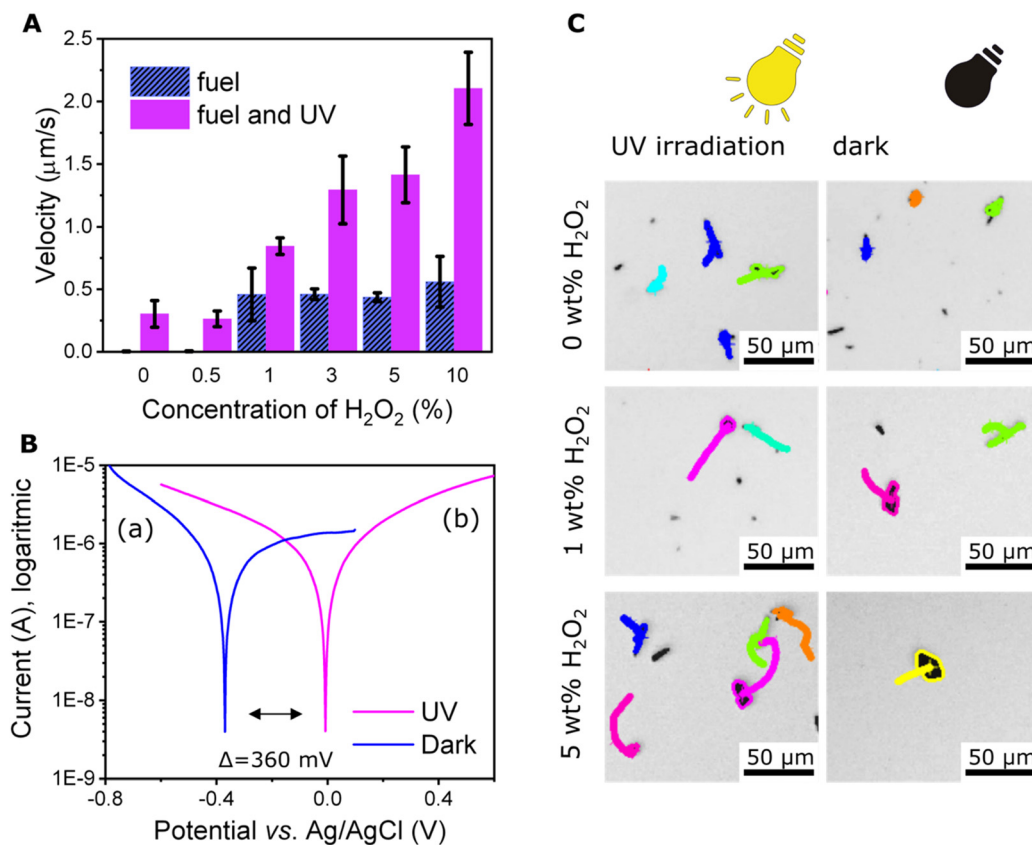 A
2.5
2.0
1.5
1.0
0.5
0.0
Velocity (μm/s)
fuel
fuel and UV
0
0.5
1
3
5
10
Concentration of H₂O₂ (%)
B
1E-5
1E-6
1E-7
1E-8
1E-9
Current (A), logaritmic
(a)
(b)
UV
Dark
Δ=360 mV
-0.8
-0.4
0.0
0.4
Potential vs. Ag/AgCl (V)
C
UV irradiation
dark
0 wt% H₂O₂
50 μm
50 μm
1 wt% H₂O₂
50 μm
50 μm
5 wt% H₂O₂
50 μm
50 μm